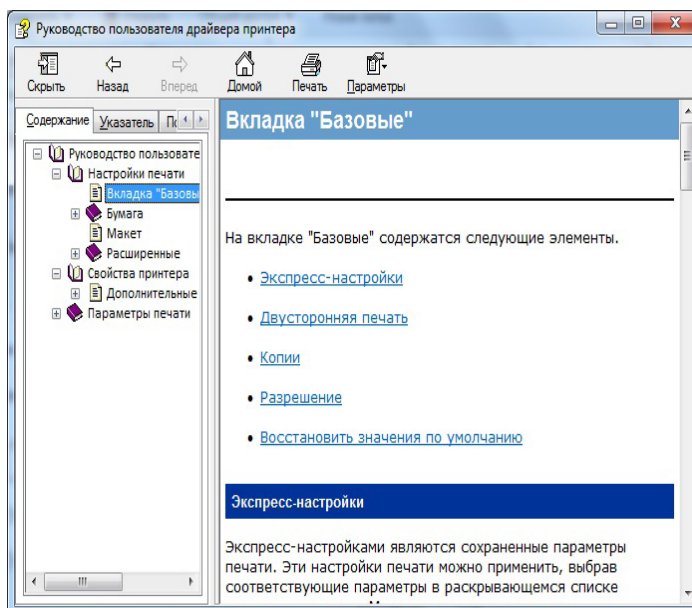 Руководство пользователя драйвера принтера
Скрыть Назад Вперед Домой Печать Параметры
Содержание Указатель
Руководство пользовате
Настройки печати
Вкладка "Базовы
Бумага
Макет
Расширенные
Свойства принтера
Дополнительные
Параметры печати
Вкладка "Базовые"
На вкладке "Базовые" содержатся следующие элементы.
• Экспресс-настройки
• Двусторонняя печать
• Копии
• Разрешение
• Восстановить значения по умолчанию
Экспресс-настройки
Экспресс-настройками являются сохраненные параметры
печати. Эти настройки печати можно применить, выбрав
соответствующие параметры в раскрывающемся списке